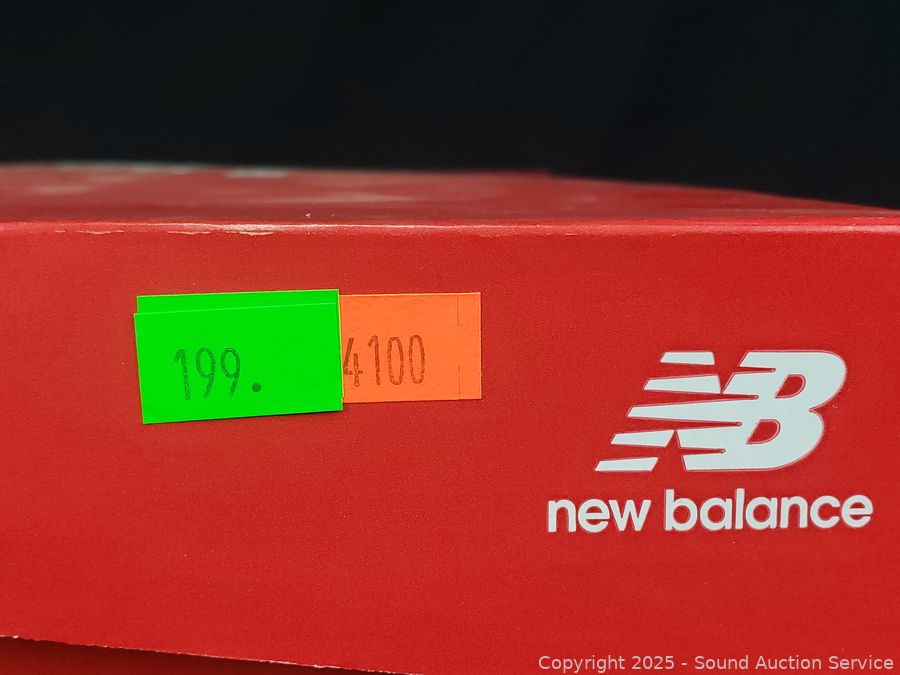 199.
4100
NB
new balance
Copyright 2025 - Sound Auction Service